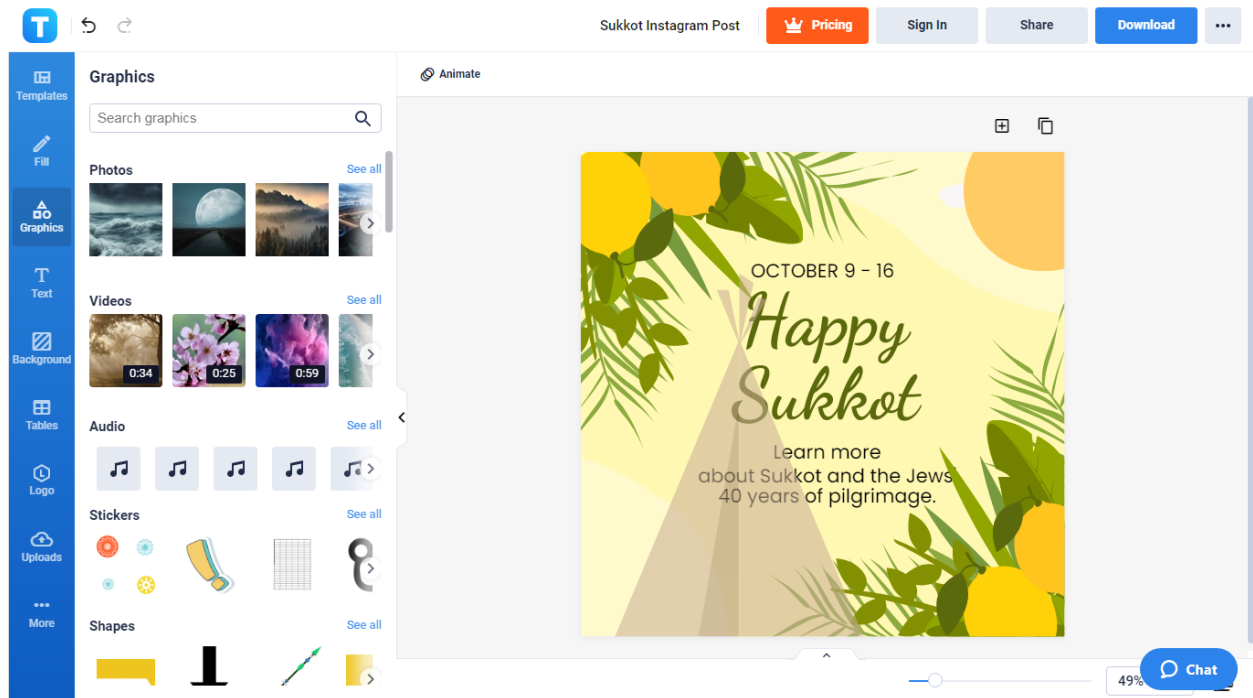 T
Sukkot Instagram Post
Pricing
Sign In
Share
Download
Templates
Fill
Graphics
Text
Background
Tables
Logo
Uploads
More
Graphics
Search graphics
Photos
See all
Videos
See all
0:34
0:25
0:59
Audio
See all
Stickers
See all
Shapes
See all
Animate
OCTOBER 9 - 16
Happy
Sukkot
Learn more
about Sukkot and the Jews'
40 years of pilgrimage.
49%
Chat